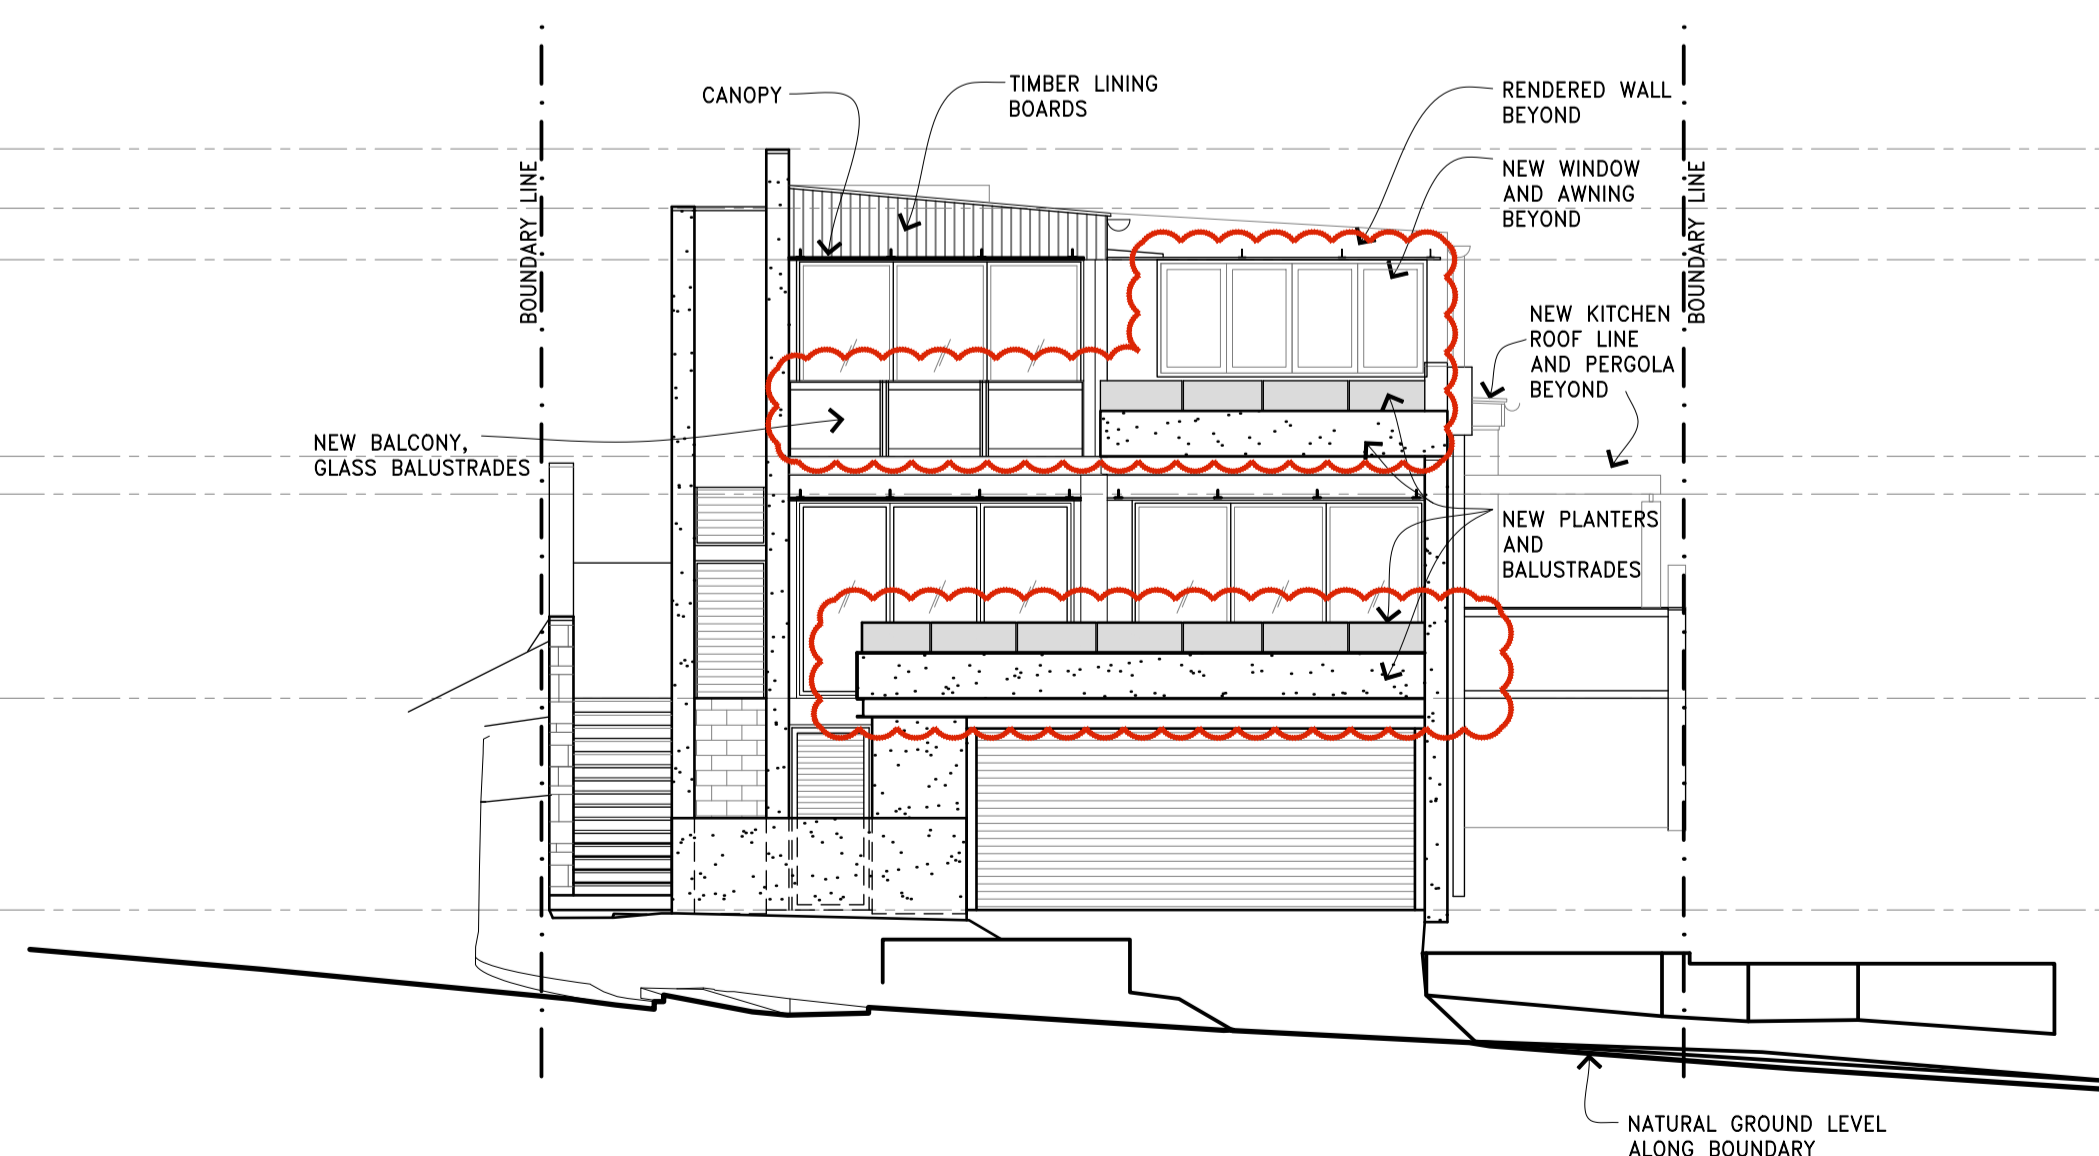 CANOPY
TIMBER LINING
BOARDS
RENDERED WALL
BEYOND
NEW WINDOW
AND AWNING
BEYOND
BOUNDARY LINE
BOUNDARY LINE
NEW KITCHEN
ROOF LINE
AND PERGOLA
BEYOND
NEW BALCONY,
GLASS BALUSTRADES
NEW PLANTERS
AND
BALUSTRADES
NATURAL GROUND LEVEL
ALONG BOUNDARY